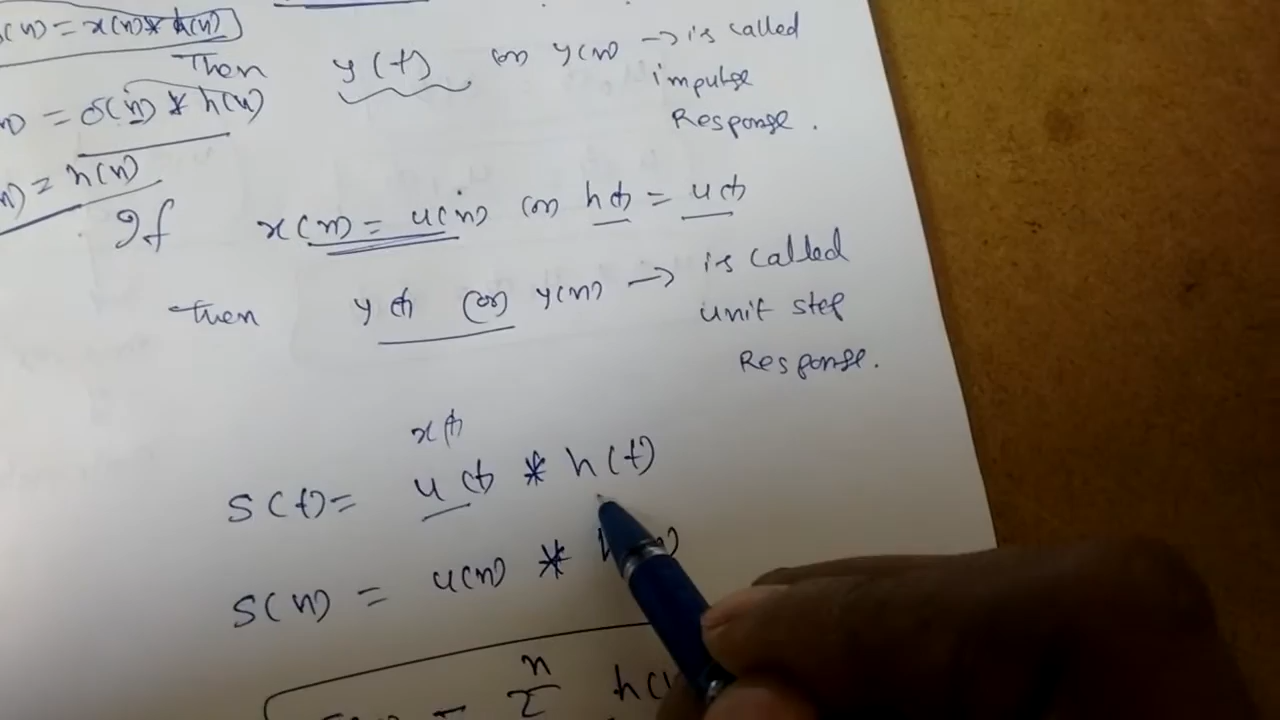 (n) = x(n) * h(n)
Then y(t) (or) y(n) → is called
impulse
Response.
= δ(n) * h(n)
= h(n)
If x(n) = u(n) (or) h(t) = u(t)
Then y(t) (or) y(n) → is called
unit step
Response.
x(t)
S(t) = u(t) * h(t)
S(n) = u(n) *
n
Σ h(